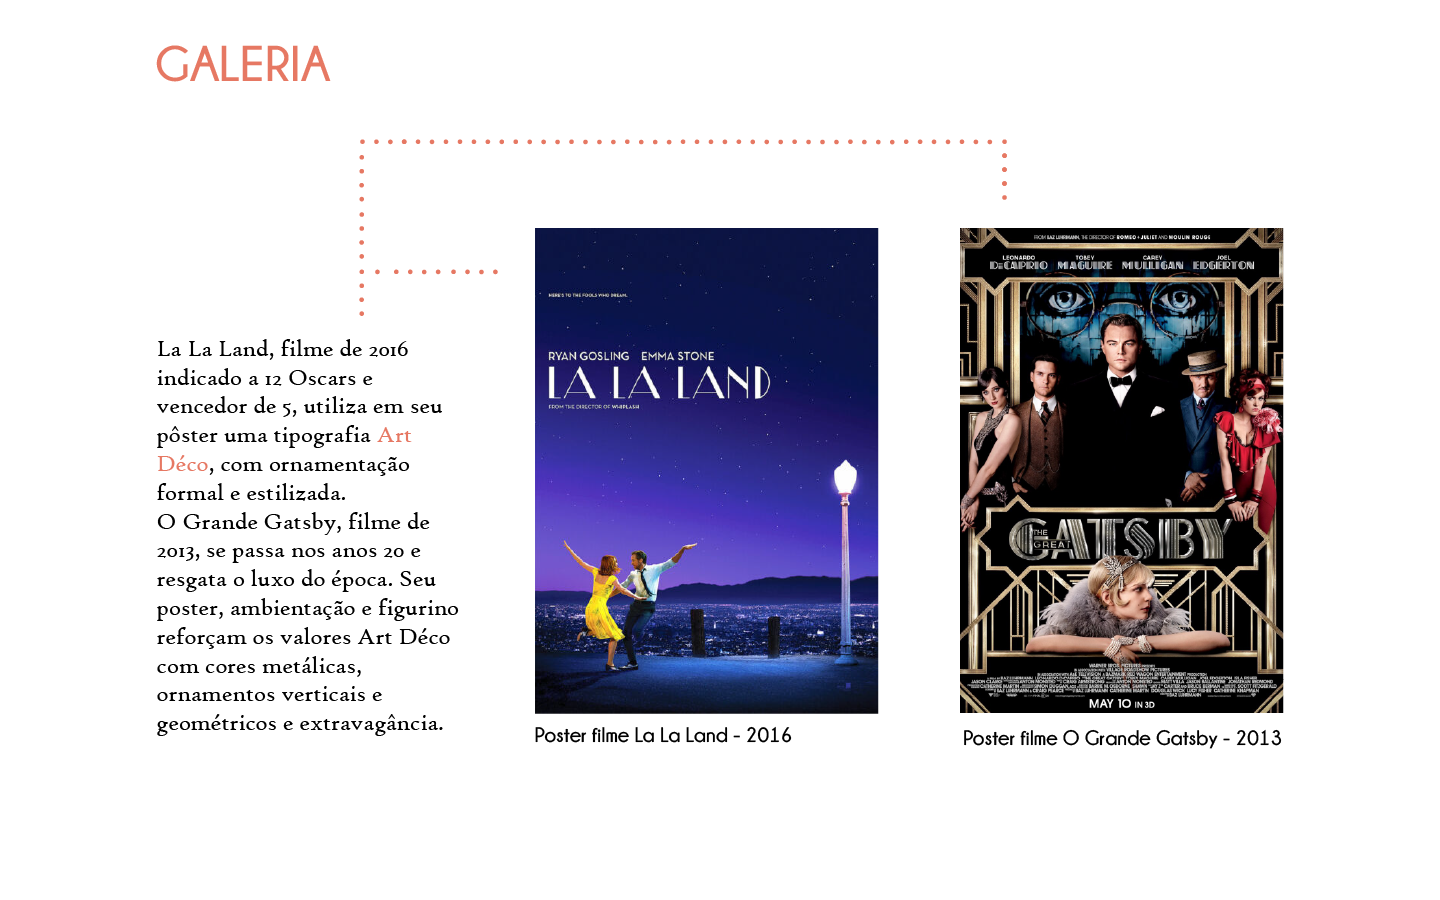 GALERIA
La La Land, filme de 2016
indicado a 12 Oscars e
vencedor de 5, utiliza em seu
pôster uma tipografia Art
Déco, com ornamentação
formal e estilizada.
O Grande Gatsby, filme de
2013, se passa nos anos 20 e
resgata o luxo do época. Seu
poster, ambientação e figurino
reforçam os valores Art Déco
com cores metálicas,
ornamentos verticais e
geométricos e extravagância.
HERE'S TO THE FOOLS WHO DREAM.
RYAN GOSLING EMMA STONE
LA LA LAND
FROM THE DIRECTOR OF WHIPLASH
Poster filme La La Land - 2016
FROM BAZ LUHRMANN, THE DIRECTOR OF ROMEO + JULIET AND MOULIN ROUGE
LEONARDO TOBEY CAREY JOEL
DiCAPRIO MAGUIRE MULLIGAN EDGERTON
THE
GREAT
GATSBY
WARNER BROS. PICTURES
MAY 10 IN 3D
Poster filme O Grande Gatsby - 2013